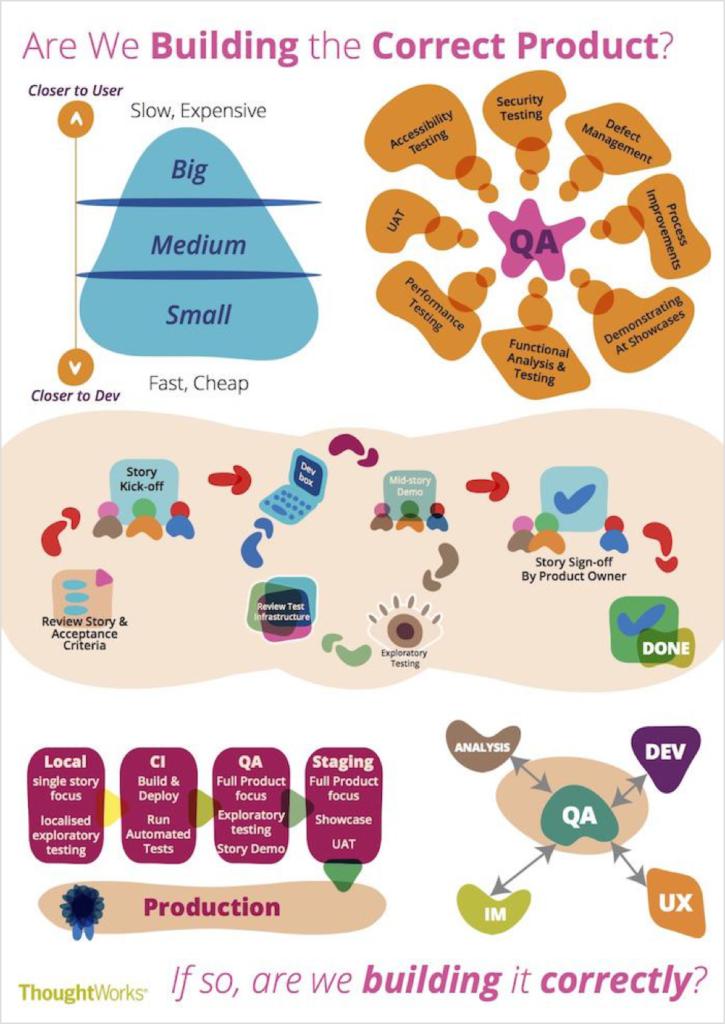 Are We Building the Correct Product?
Closer to User
Slow, Expensive
Big
Medium
Small
Fast, Cheap
Closer to Dev
Accessibility
Testing
Security
Testing
Defect
Management
Process
Improvements
Demonstrating
At Showcases
Functional
Analysis &
Testing
Performance
Testing
UAT
QA
Review Story &
Acceptance
Criteria
Story
Kick-off
Dev
box
Mid-story
Demo
Exploratory
Testing
Review Test
Infrastructure
Story Sign-off
By Product Owner
DONE
Local
single story
focus
localised
exploratory
testing
CI
Build &
Deploy
Run
Automated
Tests
QA
Full Product
focus
Exploratory
testing
Story Demo
Staging
Full Product
focus
Showcase
UAT
Production
ANALYSIS
DEV
QA
IM
UX
ThoughtWorks®
If so, are we building it correctly?